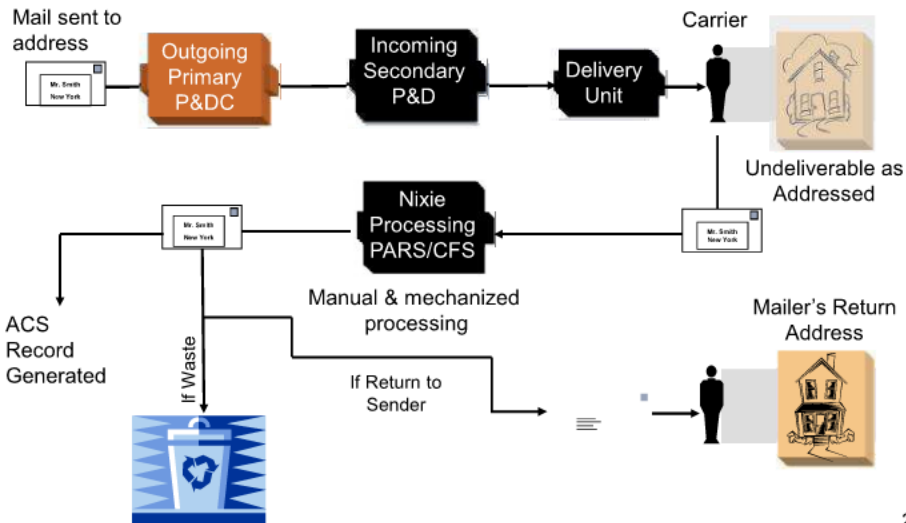 Mail sent to
address
Mr. Smith
New York
Outgoing
Primary
P&DC
Incoming
Secondary
P&D
Delivery
Unit
Carrier
Undeliverable as
Addressed
Mr. Smith
New York
Nixie
Processing
PARS/CFS
Manual & mechanized
processing
Mr. Smith
New York
ACS
Record
Generated
If Waste
If Return to
Sender
Mailer's Return
Address